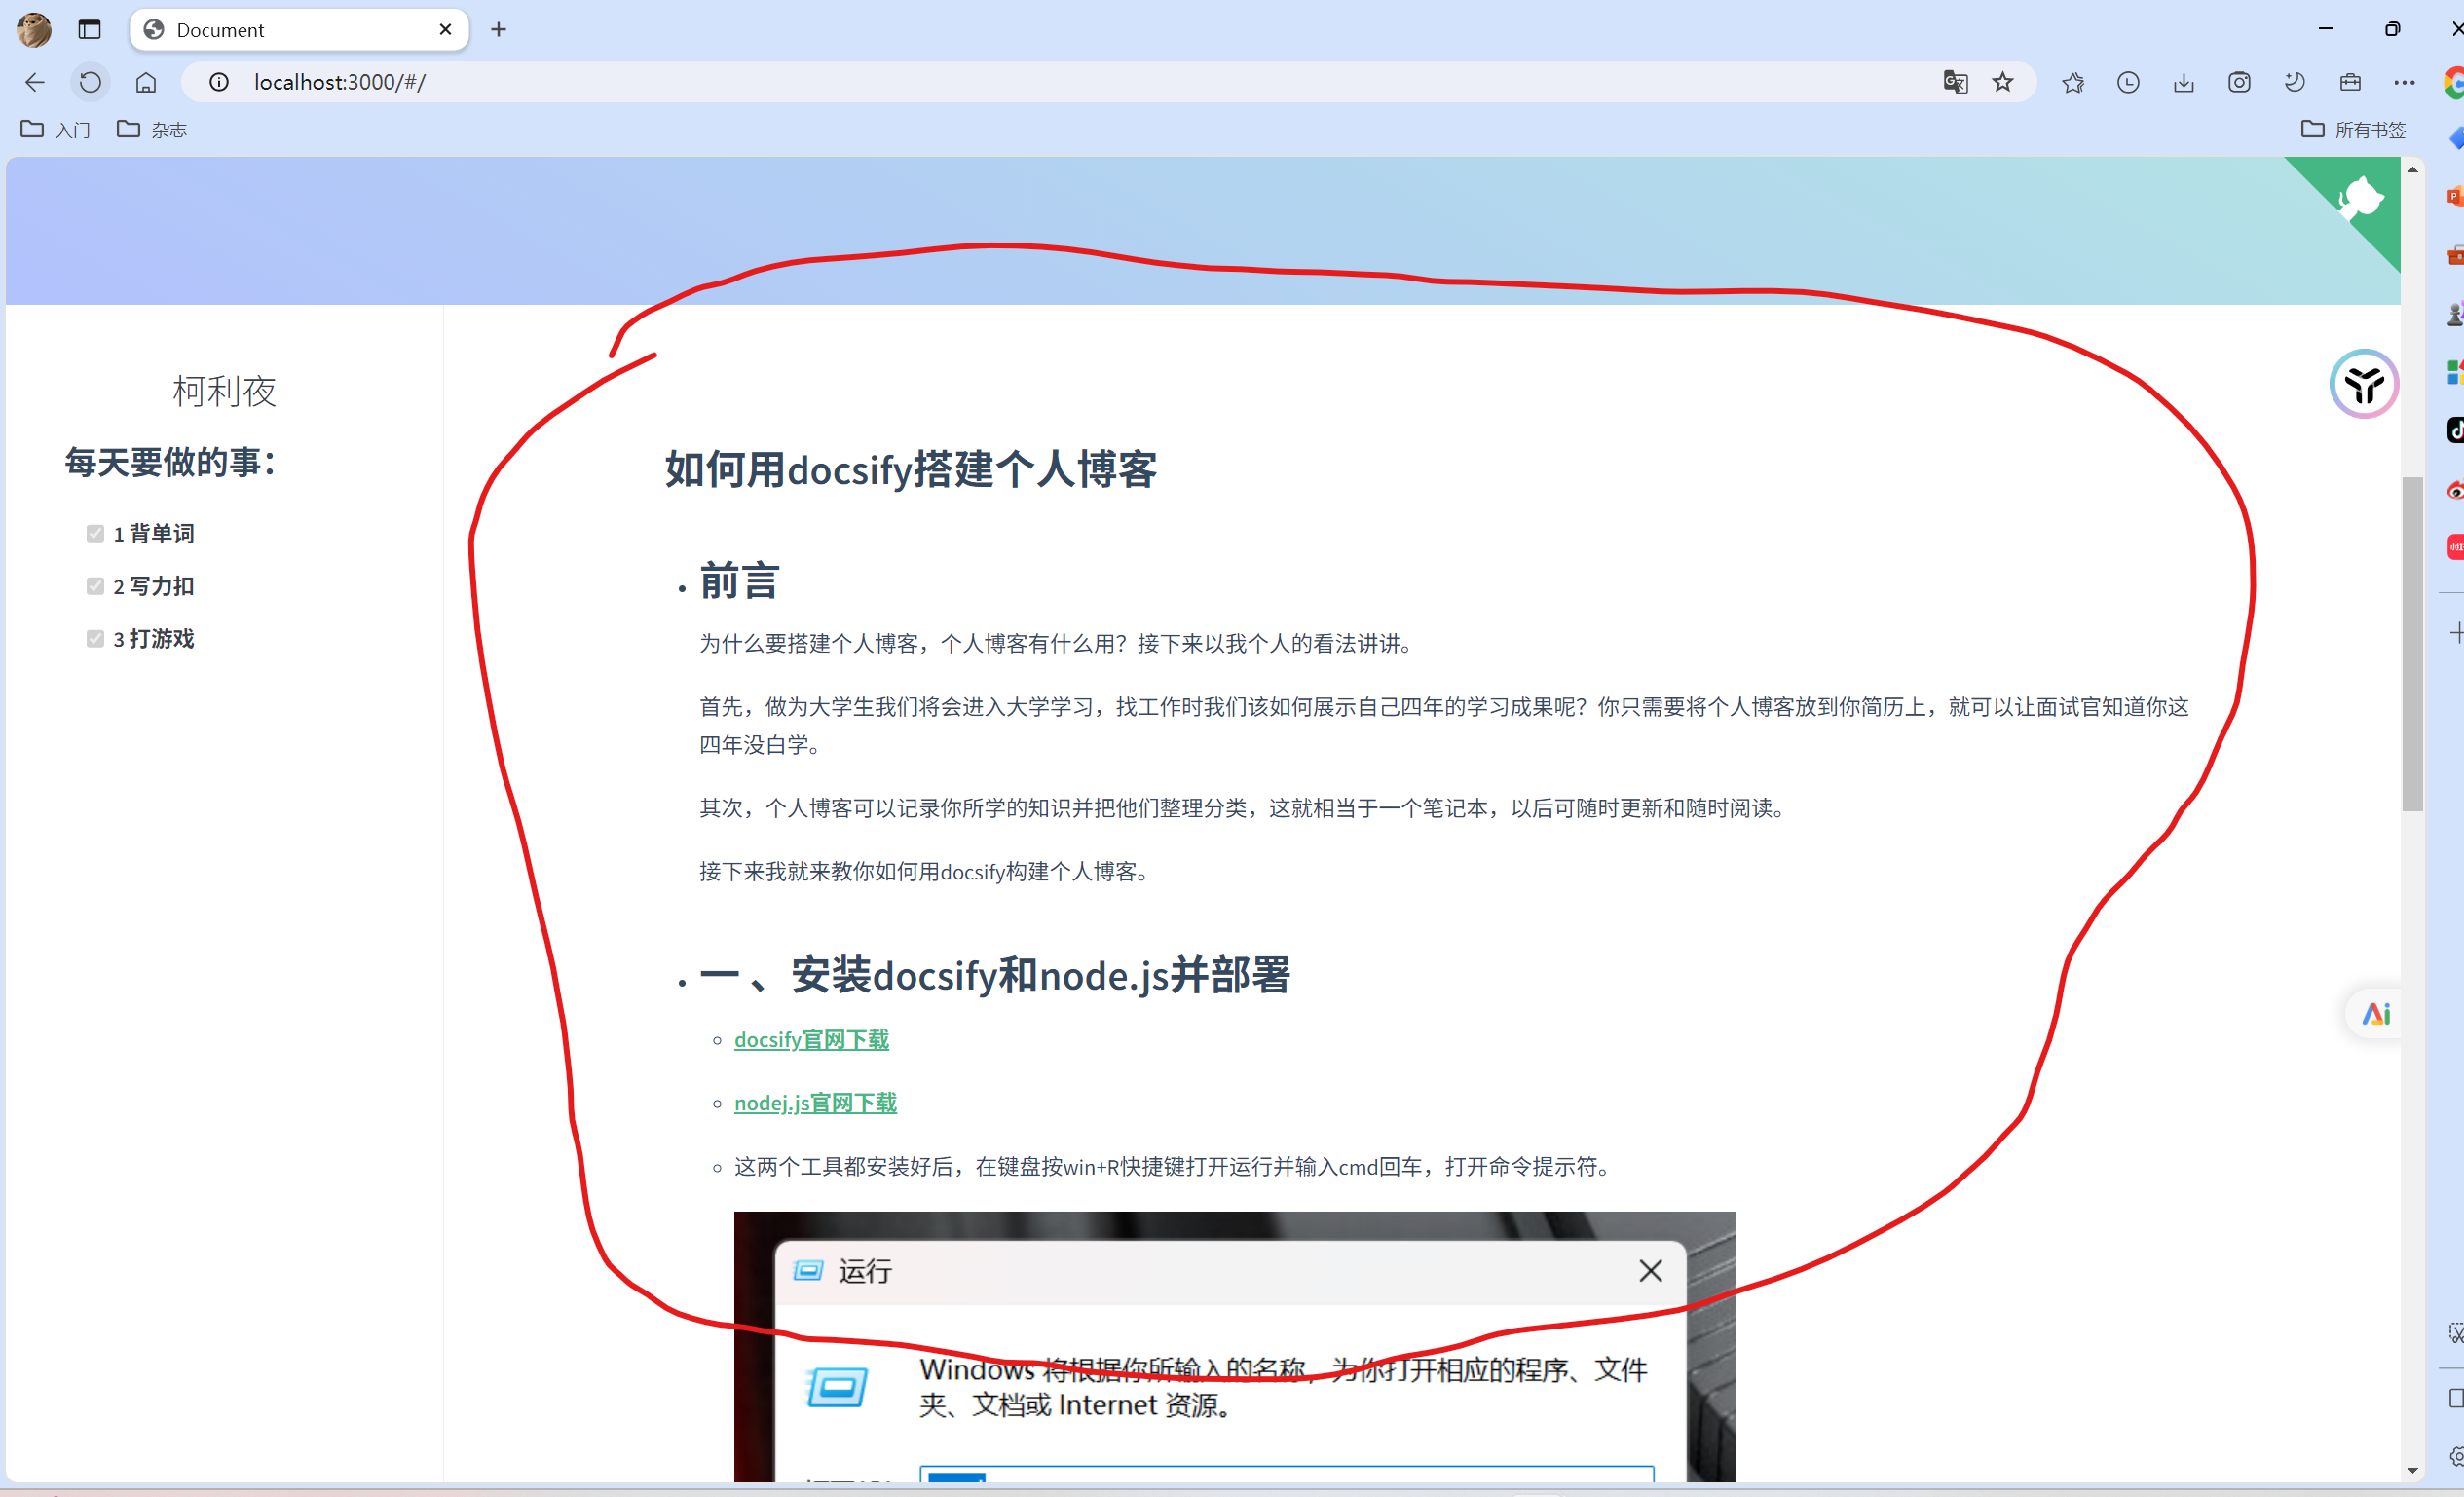 Document
localhost:3000/#/
入门
杂志
所有书签
柯利夜
每天要做的事：
1 背单词
2 写力扣
3 打游戏
如何用docsify搭建个人博客
前言
为什么要搭建个人博客，个人博客有什么用？接下来以我个人的看法讲讲。
首先，做为大学生我们将会进入大学学习，找工作时我们该如何展示自己四年的学习成果呢？你只需要将个人博客放到你简历上，就可以让面试官知道你这
四年没白学。
其次，个人博客可以记录你所学的知识并把他们整理分类，这就相当于一个笔记本，以后可随时更新和随时阅读。
接下来我就来教你如何用docsify构建个人博客。
一 、安装docsify和node.js并部署
docsify官网下载
nodej.js官网下载
这两个工具都安装好后，在键盘按win+R快捷键打开运行并输入cmd回车，打开命令提示符。
Ai
运行
Windows 将根据你所输入的名称，为你打开相应的程序、文件
夹、文档或 Internet 资源。